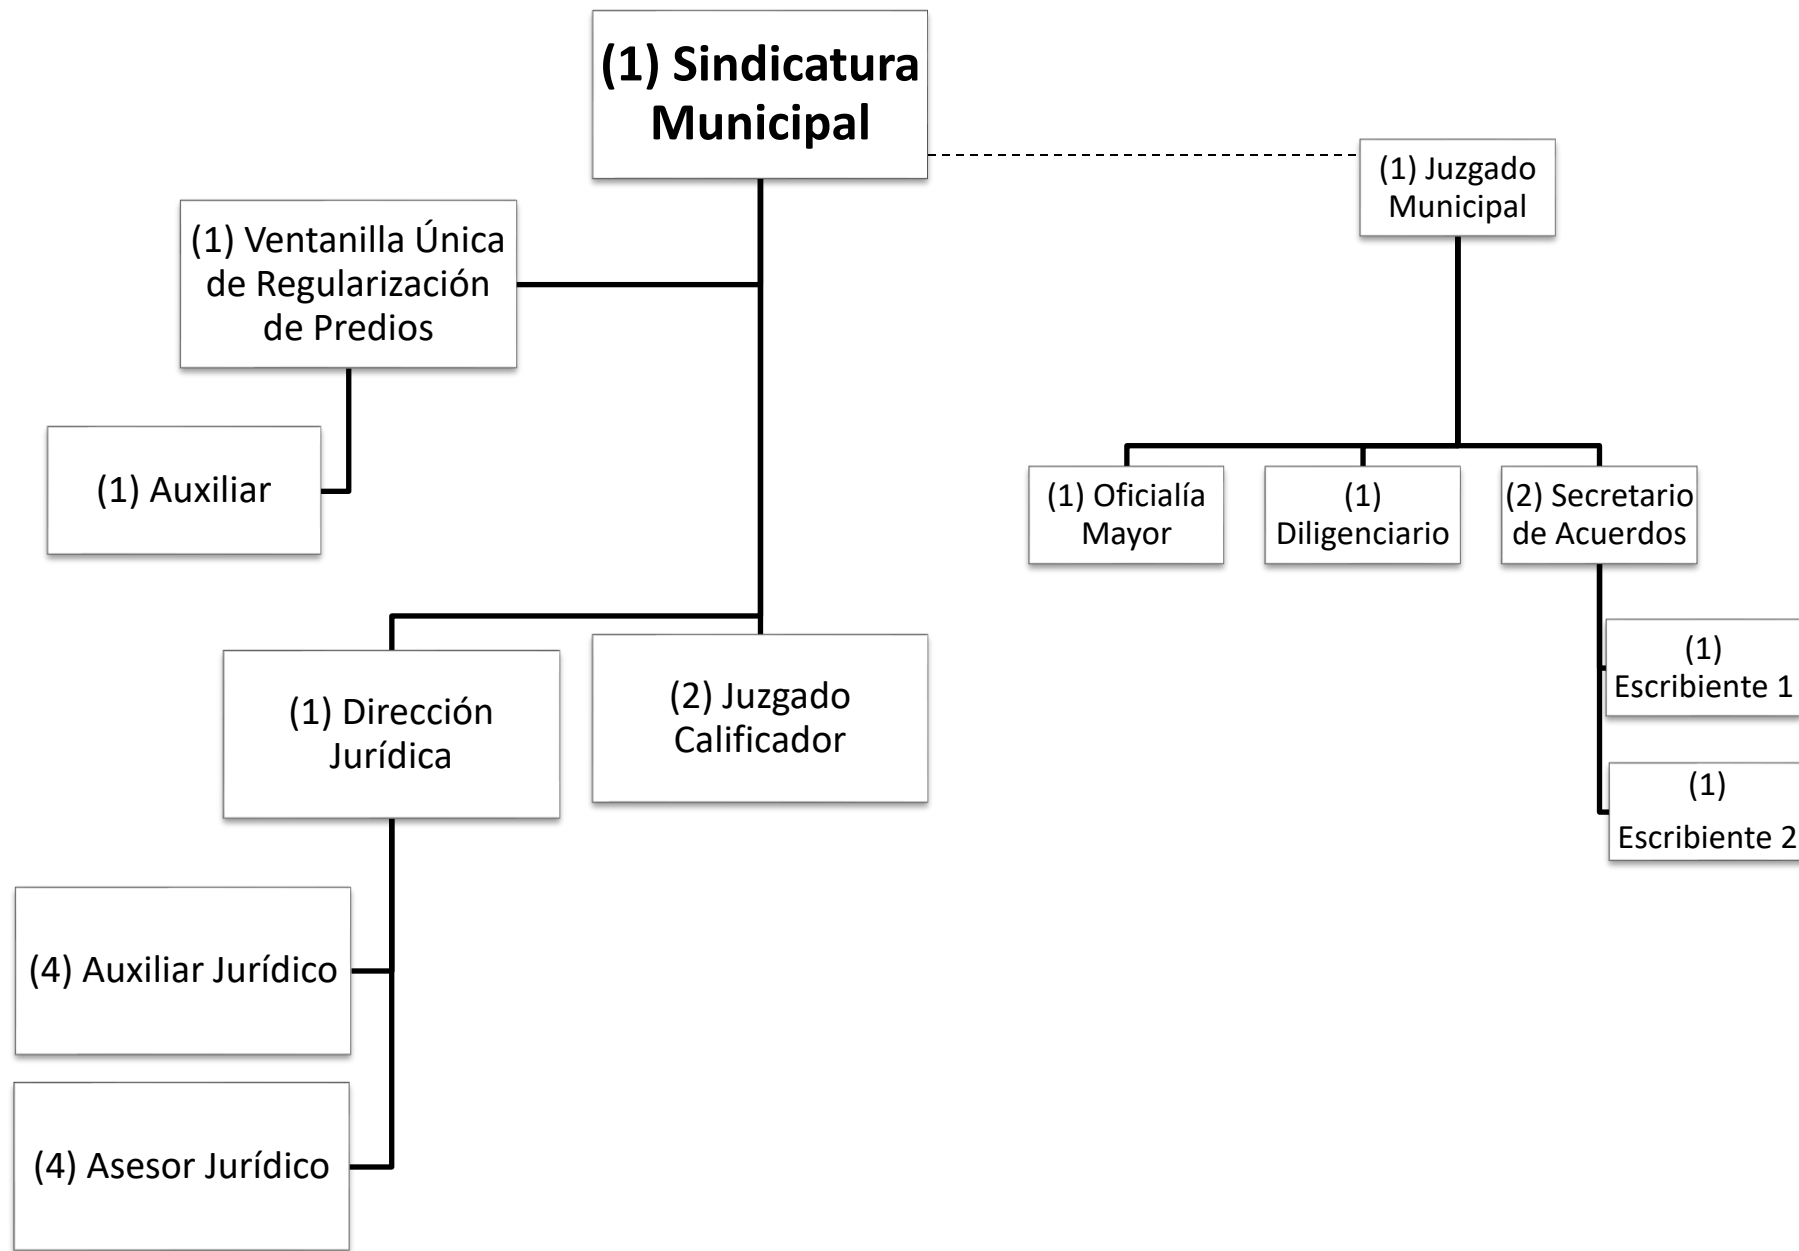 (1) Sindicatura
Municipal
(1) Juzgado
Municipal
(1) Ventanilla Única
de Regularización
de Predios
(1) Auxiliar
(1) Oficialía
Mayor
(1)
Diligenciario
(2) Secretario
de Acuerdos
(1)
Escribiente 1
(1)
Escribiente 2
(1) Dirección
Jurídica
(2) Juzgado
Calificador
(4) Auxiliar Jurídico
(4) Asesor Jurídico